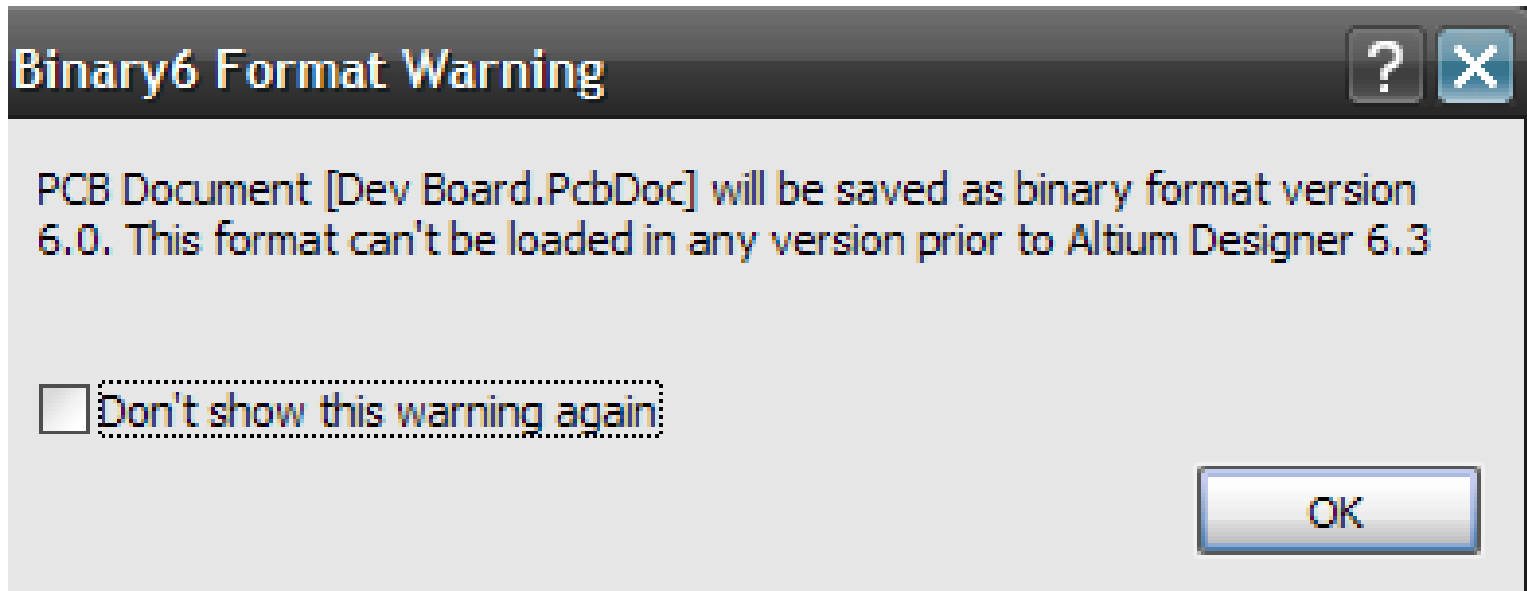 Binary6 Format Warning
PCB Document [Dev Board.PcbDoc] will be saved as binary format version
6.0. This format can't be loaded in any version prior to Altium Designer 6.3
Don't show this warning again
OK